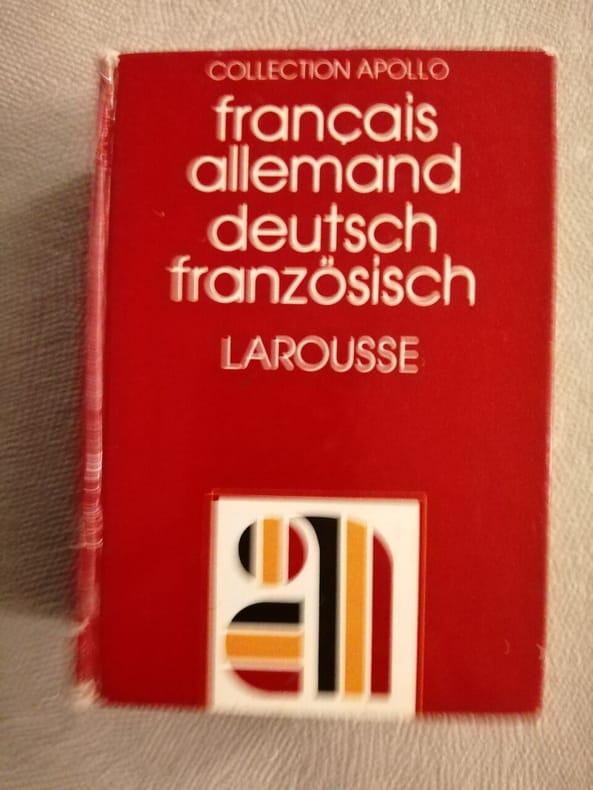 COLLECTION APOLLO
français
allemand
deutsch
französisch
LAROUSSE
a